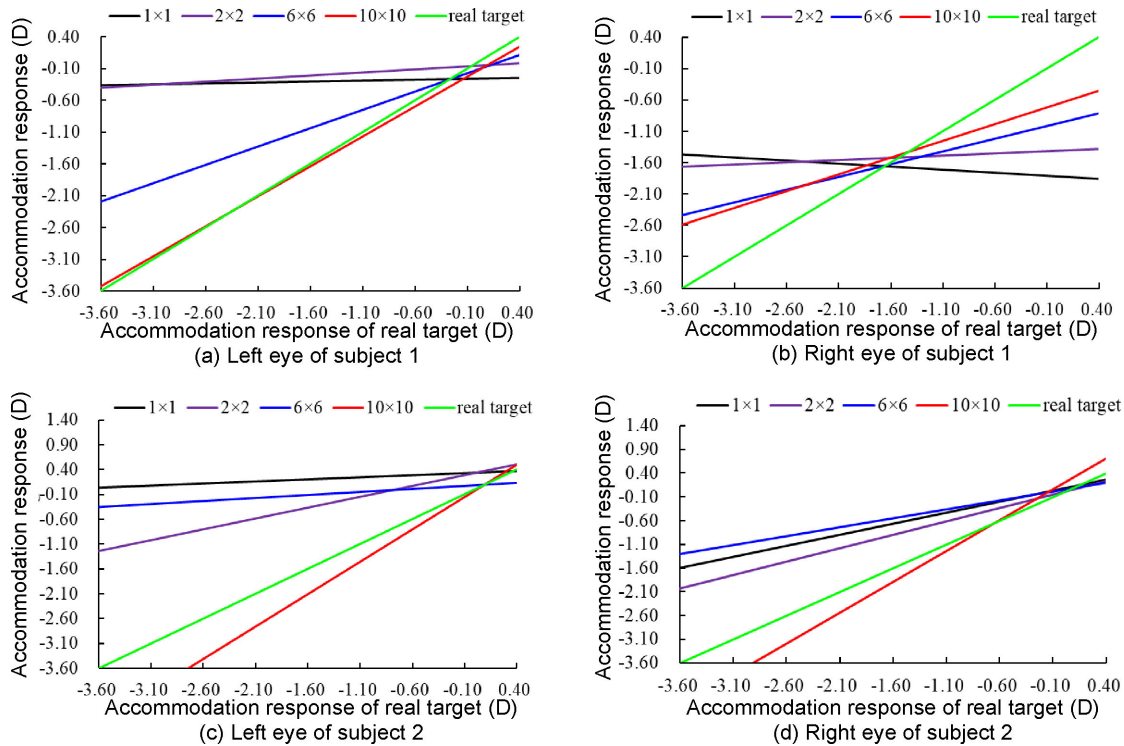 1×1 2×2 6×6 10×10 real target
Accommodation response (D)
0.40
-0.10
-0.60
-1.10
-1.60
-2.10
-2.60
-3.10
-3.60
-3.60 -3.10 -2.60 -2.10 -1.60 -1.10 -0.60 -0.10 0.40
Accommodation response of real target (D)
(a) Left eye of subject 1
1×1 2×2 6×6 10×10 real target
Accommodation response (D)
0.40
-0.10
-0.60
-1.10
-1.60
-2.10
-2.60
-3.10
-3.60
-3.60 -3.10 -2.60 -2.10 -1.60 -1.10 -0.60 -0.10 0.40
Accommodation response of real target (D)
(b) Right eye of subject 1
1×1 2×2 6×6 10×10 real target
Accommodation response (D)
1.40
0.90
0.40
-0.10
-0.60
-1.10
-1.60
-2.10
-2.60
-3.10
-3.60
-3.60 -3.10 -2.60 -2.10 -1.60 -1.10 -0.60 -0.10 0.40
Accommodation response of real target (D)
(c) Left eye of subject 2
1×1 2×2 6×6 10×10 real target
Accommodation response (D)
1.40
0.90
0.40
-0.10
-0.60
-1.10
-1.60
-2.10
-2.60
-3.10
-3.60
-3.60 -3.10 -2.60 -2.10 -1.60 -1.10 -0.60 -0.10 0.40
Accommodation response of real target (D)
(d) Right eye of subject 2